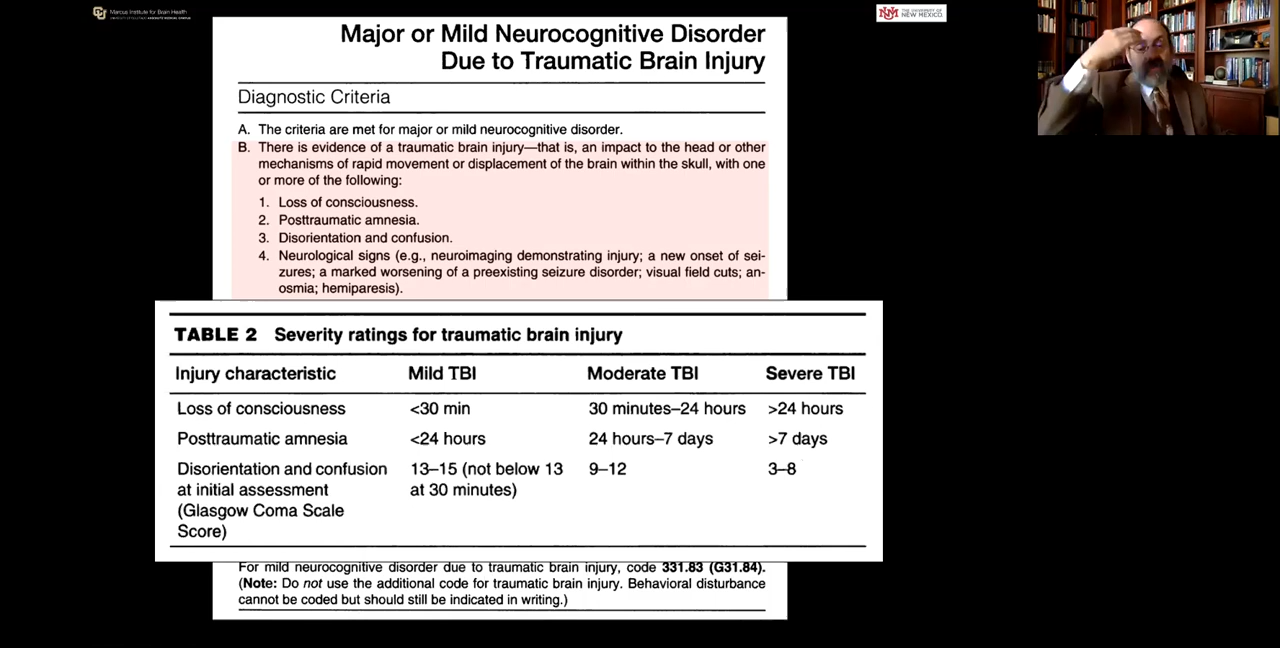 Marcus Institute for Brain Health
THE UNIVERSITY OF
NEW MEXICO
Major or Mild Neurocognitive Disorder
Due to Traumatic Brain Injury
Diagnostic Criteria
A. The criteria are met for major or mild neurocognitive disorder.
B. There is evidence of a traumatic brain injury—that is, an impact to the head or other
mechanisms of rapid movement or displacement of the brain within the skull, with one
or more of the following:
1. Loss of consciousness.
2. Posttraumatic amnesia.
3. Disorientation and confusion.
4. Neurological signs (e.g., neuroimaging demonstrating injury; a new onset of sei-
zures; a marked worsening of a preexisting seizure disorder; visual field cuts; an-
osmia; hemiparesis).
TABLE 2 Severity ratings for traumatic brain injury
Injury characteristic Mild TBI Moderate TBI Severe TBI
Loss of consciousness <30 min 30 minutes–24 hours >24 hours
Posttraumatic amnesia <24 hours 24 hours–7 days >7 days
Disorientation and confusion 13–15 (not below 13 9–12 3–8
at initial assessment at 30 minutes)
(Glasgow Coma Scale
Score)
For mild neurocognitive disorder due to traumatic brain injury, code 331.83 (G31.84).
(Note: Do not use the additional code for traumatic brain injury. Behavioral disturbance
cannot be coded but should still be indicated in writing.)